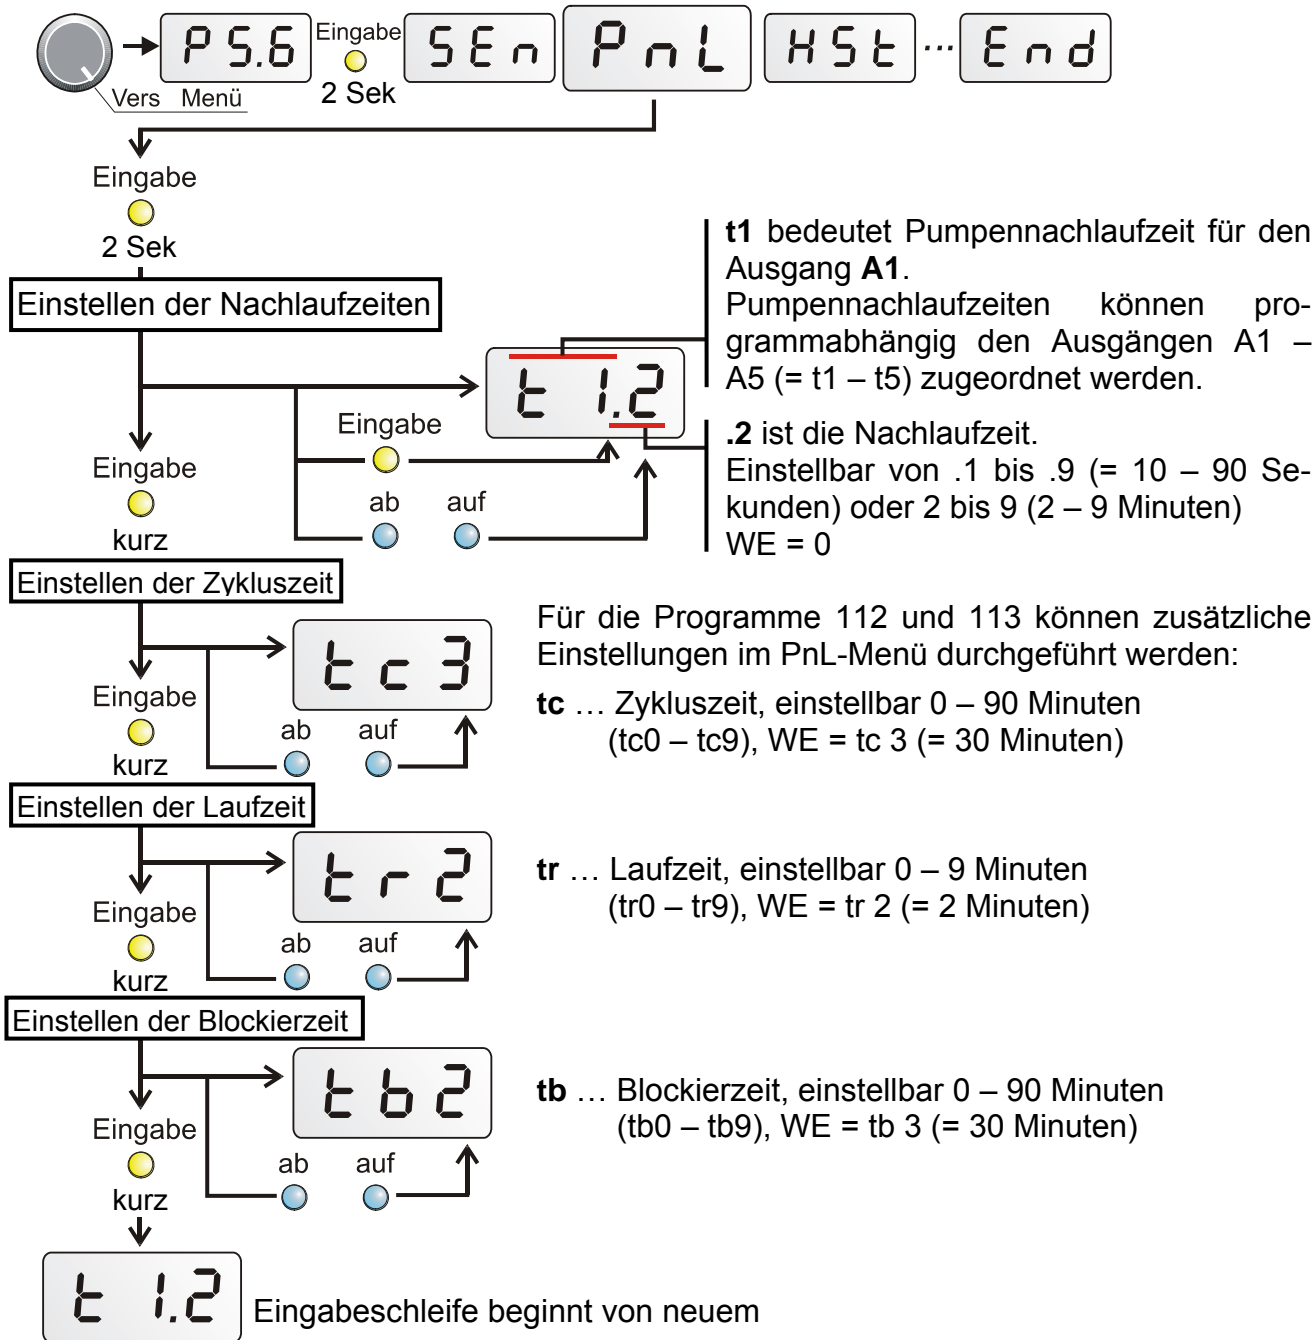 P 5.6 Eingabe SEn PnL HSt ... End
Vers Menü 2 Sek
Eingabe
2 Sek
Einstellen der Nachlaufzeiten
t1 bedeutet Pumpennachlaufzeit für den
Ausgang A1.
Pumpennachlaufzeiten können pro-
grammabhängig den Ausgängen A1 –
A5 (= t1 – t5) zugeordnet werden.
t 1.2
.2 ist die Nachlaufzeit.
Einstellbar von .1 bis .9 (= 10 – 90 Se-
kunden) oder 2 bis 9 (2 – 9 Minuten)
WE = 0
Eingabe
ab auf
Eingabe
kurz
Einstellen der Zykluszeit
Für die Programme 112 und 113 können zusätzliche
Einstellungen im PnL-Menü durchgeführt werden:
tc 3
tc … Zykluszeit, einstellbar 0 – 90 Minuten
(tc0 – tc9), WE = tc 3 (= 30 Minuten)
Eingabe
ab auf
kurz
Einstellen der Laufzeit
tr 2
tr … Laufzeit, einstellbar 0 – 9 Minuten
(tr0 – tr9), WE = tr 2 (= 2 Minuten)
Eingabe
ab auf
kurz
Einstellen der Blockierzeit
tb 2
tb … Blockierzeit, einstellbar 0 – 90 Minuten
(tb0 – tb9), WE = tb 3 (= 30 Minuten)
Eingabe
ab auf
kurz
t 1.2 Eingabeschleife beginnt von neuem